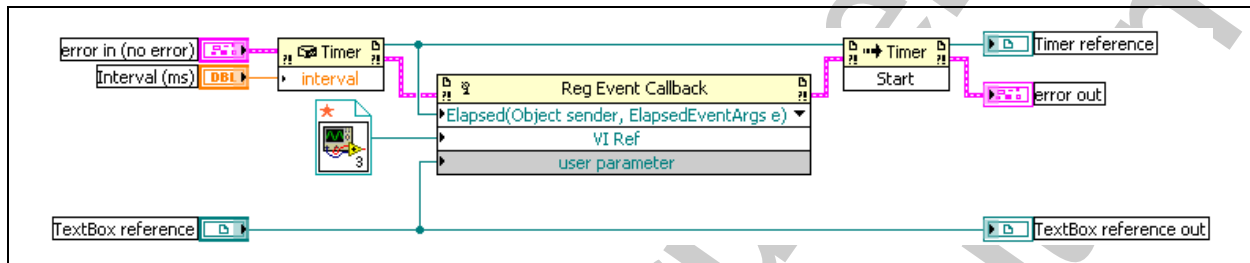 error in (no error)
Timer
Timer
Timer reference
Interval (ms)
DBL
interval
Reg Event Callback
Start
error out
Elapsed(Object sender, ElapsedEventArgs e)
VI Ref
3
user parameter
TextBox reference
TextBox reference out